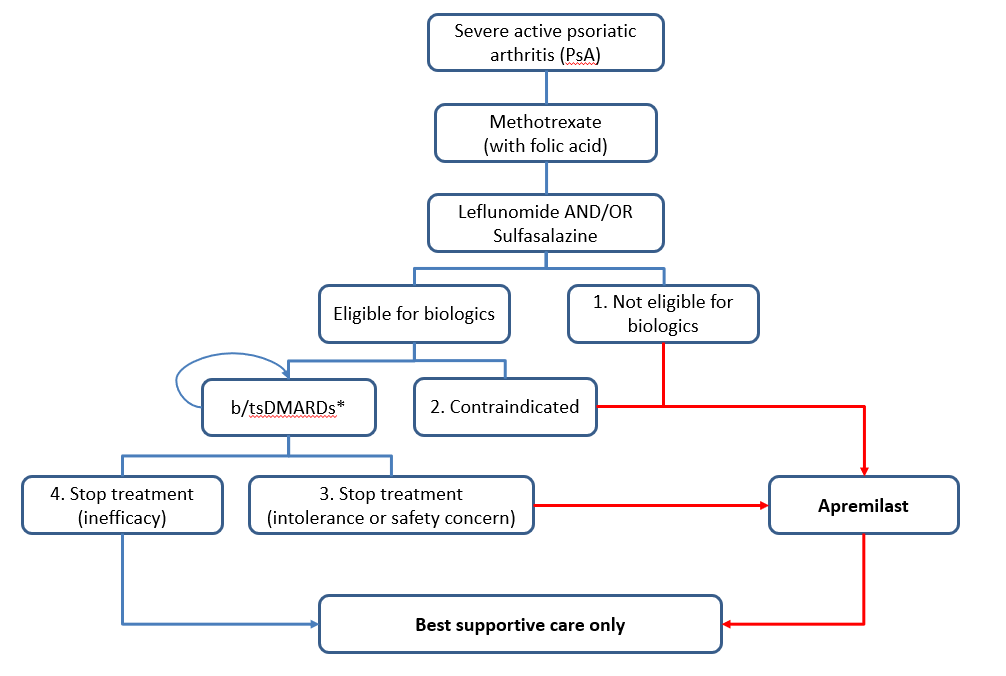 Severe active psoriatic
arthritis (PsA)
Methotrexate
(with folic acid)
Leflunomide AND/OR
Sulfasalazine
Eligible for biologics
1. Not eligible for
biologics
b/tsDMARDs*
2. Contraindicated
4. Stop treatment
(inefficacy)
3. Stop treatment
(intolerance or safety concern)
Apremilast
Best supportive care only